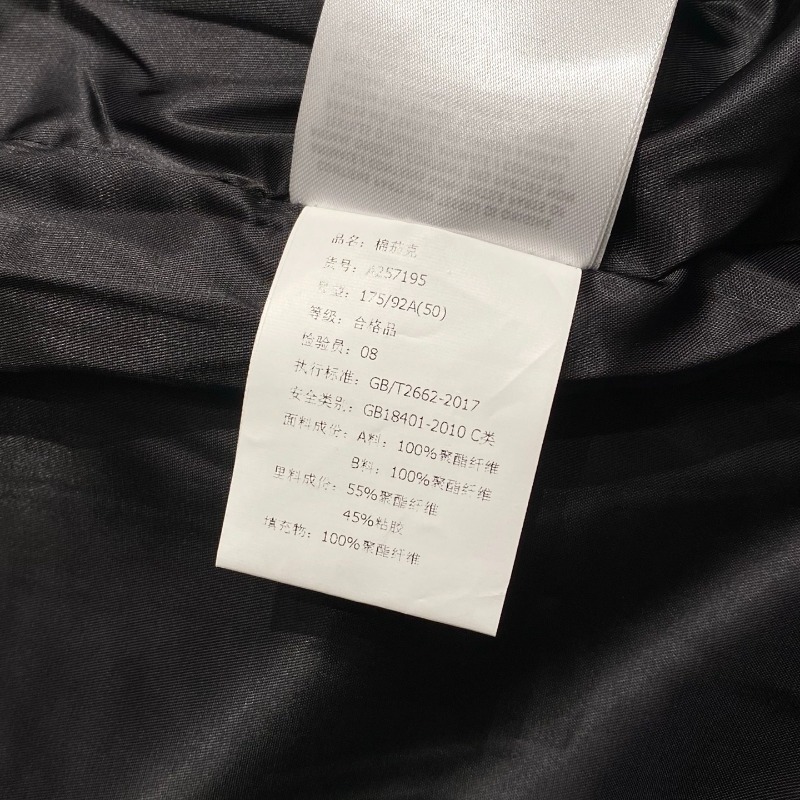 品名：棉茄克
货号：A257195
号型：175/92A(50)
等级：合格品
检验员：08
执行标准：GB/T2662-2017
安全类别：GB18401-2010 C类
面料成份：A料：100%聚酯纤维
B料：100%聚酯纤维
里料成份：55%聚酯纤维
45%粘胶
填充物：100%聚酯纤维